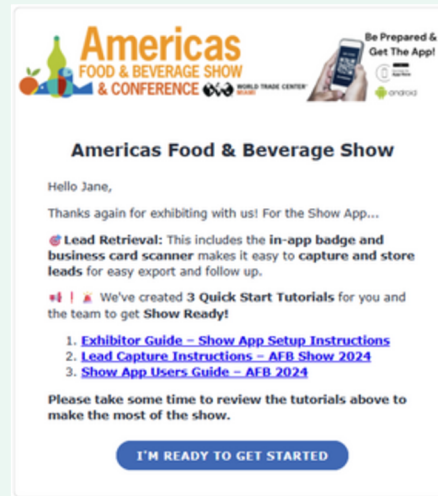 Americas
FOOD & BEVERAGE SHOW
& CONFERENCE
WORLD TRADE CENTER
MIAMI
Be Prepared &
Get The App!
android
Americas Food & Beverage Show
Hello Jane,
Thanks again for exhibiting with us! For the Show App...
🎯 Lead Retrieval: This includes the in-app badge and
business card scanner makes it easy to capture and store
leads for easy export and follow up.
📢❗🚨 We've created 3 Quick Start Tutorials for you and
the team to get Show Ready!
1. Exhibitor Guide – Show App Setup Instructions
2. Lead Capture Instructions – AFB Show 2024
3. Show App Users Guide – AFB 2024
Please take some time to review the tutorials above to
make the most of the show.
I'M READY TO GET STARTED